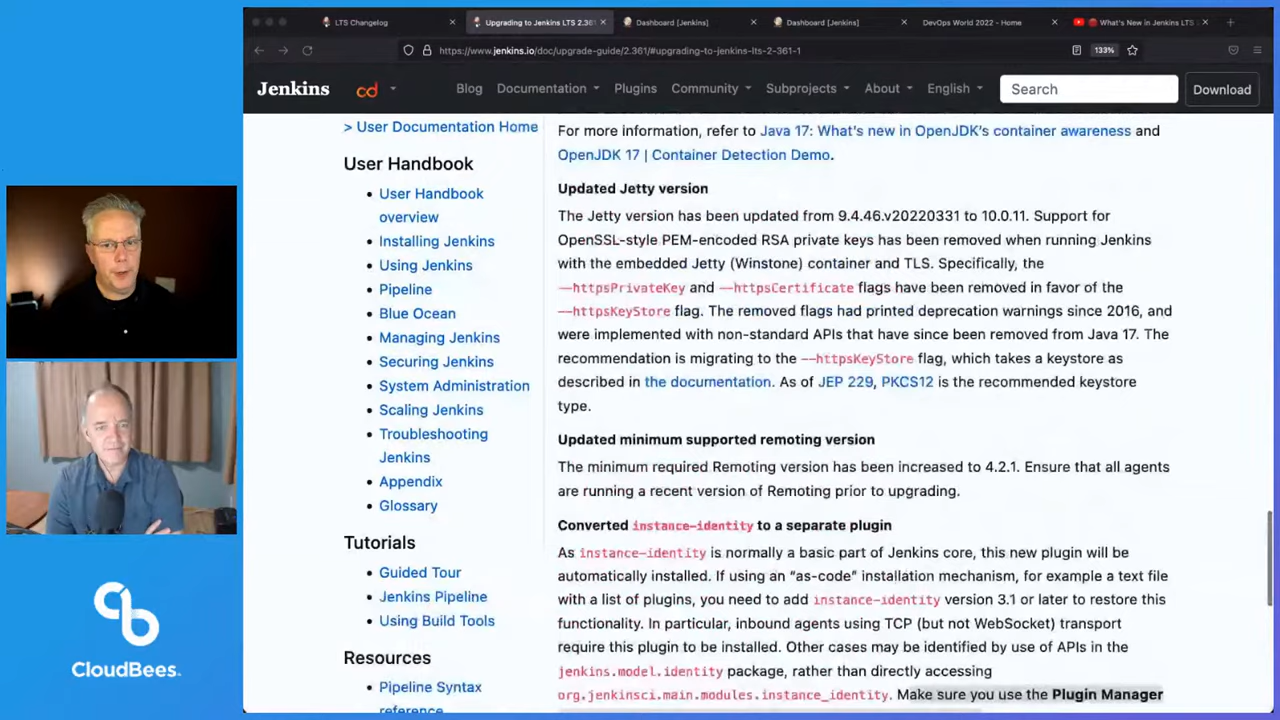 LTS Changelog
Upgrading to Jenkins LTS 2.361
Dashboard [Jenkins]
Dashboard [Jenkins]
DevOps World 2022 - Home
What's New in Jenkins LTS
https://www.jenkins.io/doc/upgrade-guide/2.361/#upgrading-to-jenkins-lts-2-361-1
133%
Jenkins
cd
Blog
Documentation
Plugins
Community
Subprojects
About
English
Search
Download
> User Documentation Home
User Handbook
• User Handbook
overview
• Installing Jenkins
• Using Jenkins
• Pipeline
• Blue Ocean
• Managing Jenkins
• Securing Jenkins
• System Administration
• Scaling Jenkins
• Troubleshooting
Jenkins
• Appendix
• Glossary
Tutorials
• Guided Tour
• Jenkins Pipeline
• Using Build Tools
Resources
• Pipeline Syntax
reference
For more information, refer to Java 17: What's new in OpenJDK's container awareness and
OpenJDK 17 | Container Detection Demo.
Updated Jetty version
The Jetty version has been updated from 9.4.46.v20220331 to 10.0.11. Support for
OpenSSL-style PEM-encoded RSA private keys has been removed when running Jenkins
with the embedded Jetty (Winstone) container and TLS. Specifically, the
--httpsPrivateKey and --httpsCertificate flags have been removed in favor of the
--httpsKeyStore flag. The removed flags had printed deprecation warnings since 2016, and
were implemented with non-standard APIs that have since been removed from Java 17. The
recommendation is migrating to the --httpsKeyStore flag, which takes a keystore as
described in the documentation. As of JEP 229, PKCS12 is the recommended keystore
type.
Updated minimum supported remoting version
The minimum required Remoting version has been increased to 4.2.1. Ensure that all agents
are running a recent version of Remoting prior to upgrading.
Converted instance-identity to a separate plugin
As instance-identity is normally a basic part of Jenkins core, this new plugin will be
automatically installed. If using an “as-code” installation mechanism, for example a text file
with a list of plugins, you need to add instance-identity version 3.1 or later to restore this
functionality. In particular, inbound agents using TCP (but not WebSocket) transport
require this plugin to be installed. Other cases may be identified by use of APIs in the
jenkins.model.identity package, rather than directly accessing
org.jenkinsci.main.modules.instance_identity. Make sure you use the Plugin Manager
CloudBees.